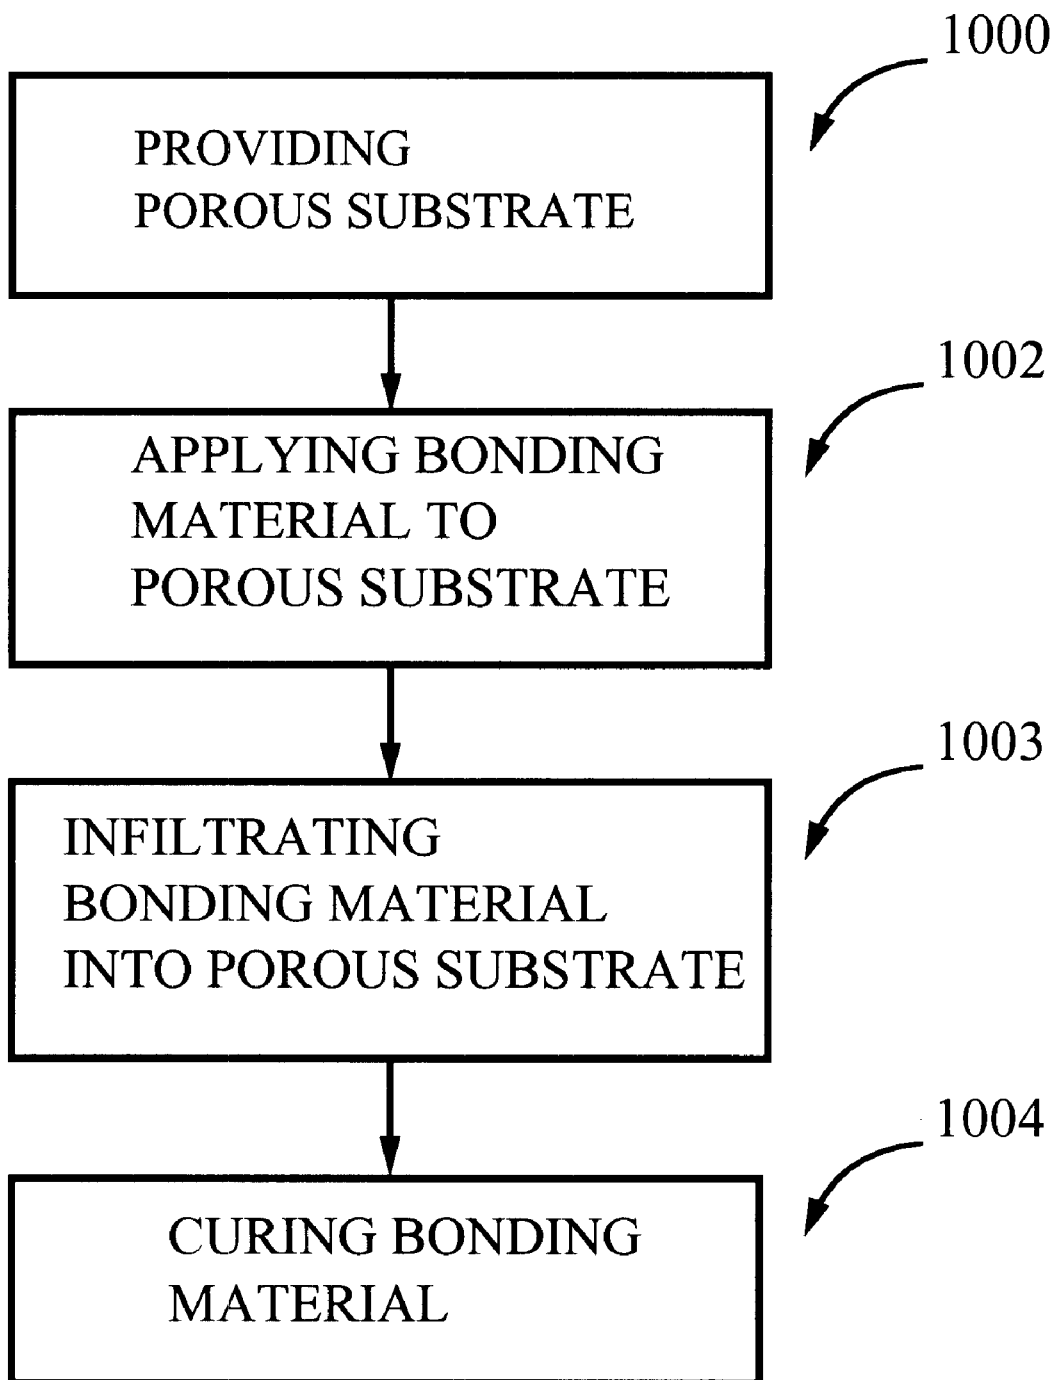 1000
PROVIDING
POROUS SUBSTRATE
1002
APPLYING BONDING
MATERIAL TO
POROUS SUBSTRATE
1003
INFILTRATING
BONDING MATERIAL
INTO POROUS SUBSTRATE
1004
CURING BONDING
MATERIAL